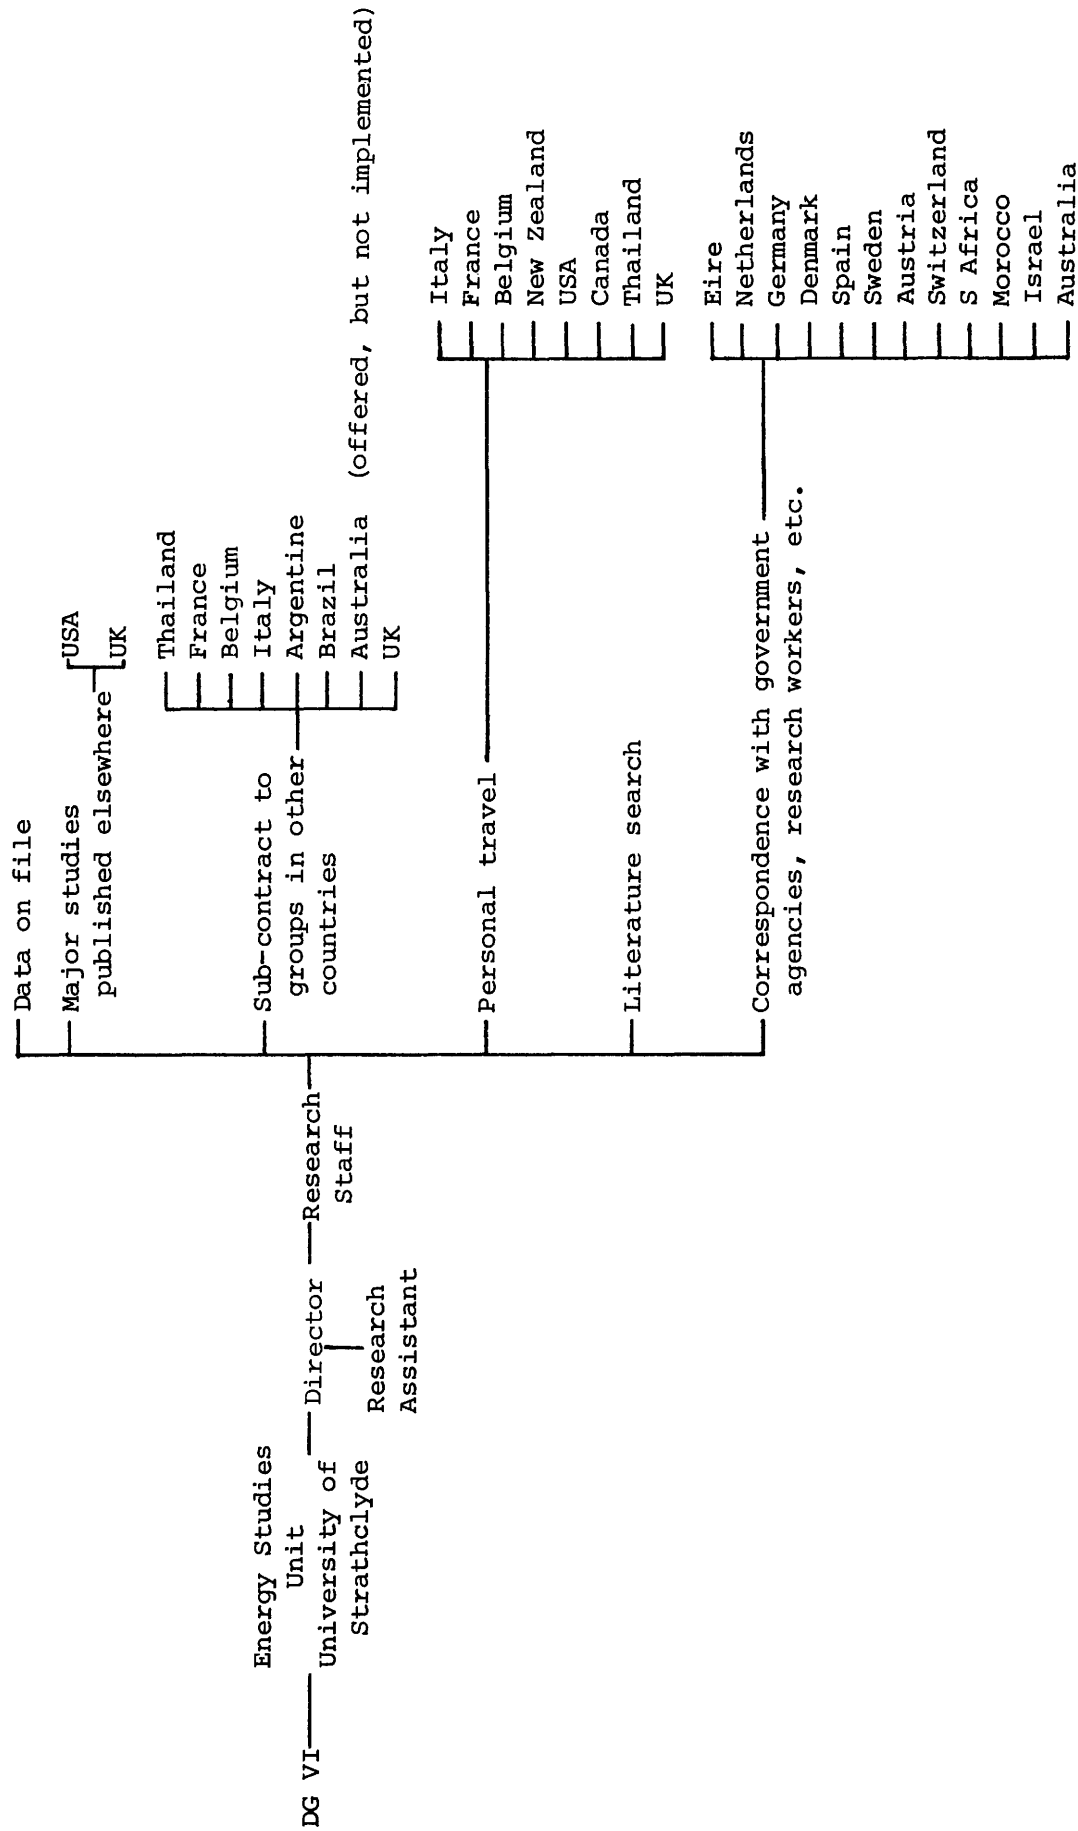 DG VI
Energy Studies
Unit
University of
Strathclyde
Director
Research
Assistant
Research
Staff
Data on file
Major studies
published elsewhere
USA
UK
Sub-contract to
groups in other
countries
Thailand
France
Belgium
Italy
Argentine
Brazil
Australia (offered, but not implemented)
UK
Personal travel
Italy
France
Belgium
New Zealand
USA
Canada
Thailand
UK
Literature search
Correspondence with government
agencies, research workers, etc.
Eire
Netherlands
Germany
Denmark
Spain
Sweden
Austria
Switzerland
S Africa
Morocco
Israel
Australia